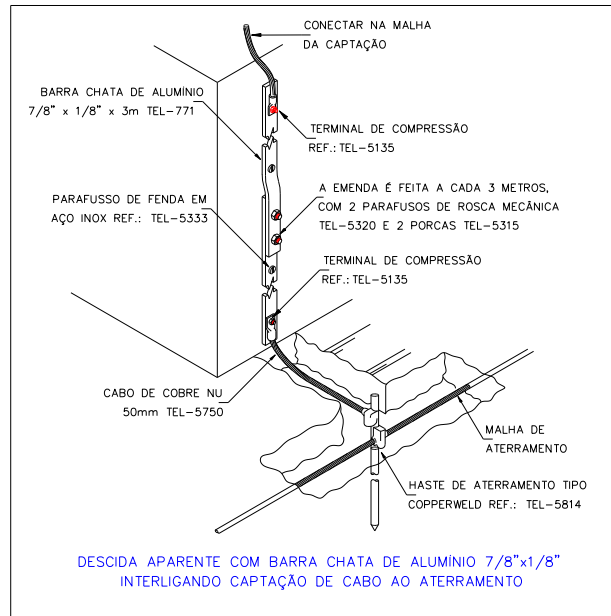 CONECTAR NA MALHA
DA CAPTAÇÃO
BARRA CHATA DE ALUMÍNIO
7/8" x 1/8" x 3m TEL-771
TERMINAL DE COMPRESSÃO
REF.: TEL-5135
PARAFUSSO DE FENDA EM
AÇO INOX REF.: TEL-5333
A EMENDA É FEITA A CADA 3 METROS,
COM 2 PARAFUSOS DE ROSCA MECÂNICA
TEL-5320 E 2 PORCAS TEL-5315
TERMINAL DE COMPRESSÃO
REF.: TEL-5135
CABO DE COBRE NU
50mm TEL-5750
MALHA DE
ATERRAMENTO
HASTE DE ATERRAMENTO TIPO
COPPERWELD REF.: TEL-5814
DESCIDA APARENTE COM BARRA CHATA DE ALUMÍNIO 7/8"x1/8"
INTERLIGANDO CAPTAÇÃO DE CABO AO ATERRAMENTO